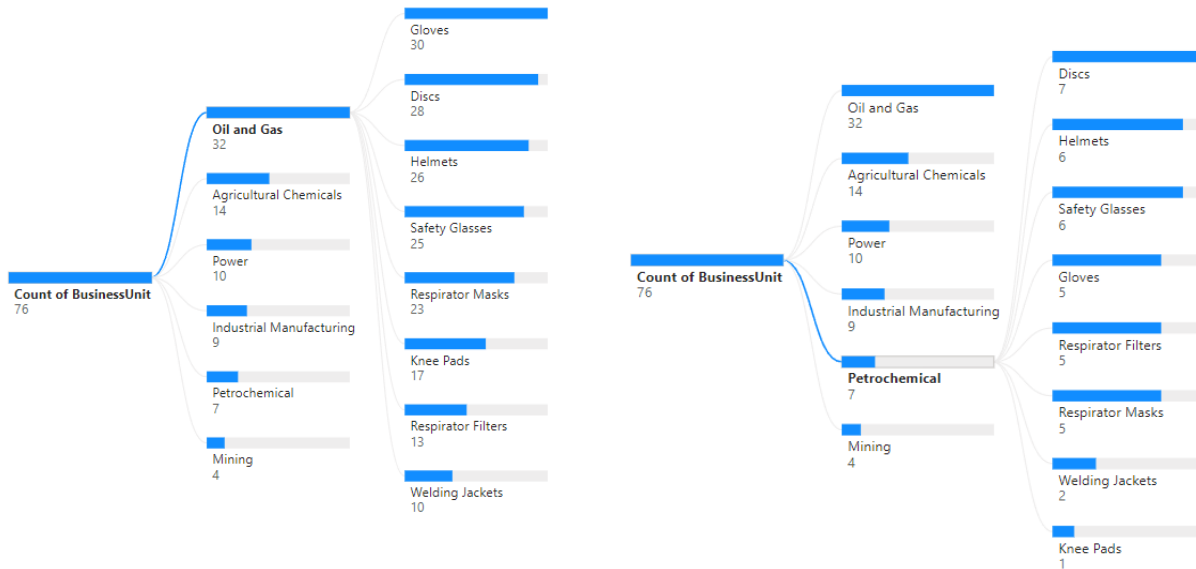 Count of BusinessUnit
76
Oil and Gas
32
Agricultural Chemicals
14
Power
10
Industrial Manufacturing
9
Petrochemical
7
Mining
4
Gloves
30
Discs
28
Helmets
26
Safety Glasses
25
Respirator Masks
23
Knee Pads
17
Respirator Filters
13
Welding Jackets
10
Count of BusinessUnit
76
Oil and Gas
32
Agricultural Chemicals
14
Power
10
Industrial Manufacturing
9
Petrochemical
7
Mining
4
Discs
7
Helmets
6
Safety Glasses
6
Gloves
5
Respirator Filters
5
Respirator Masks
5
Welding Jackets
2
Knee Pads
1